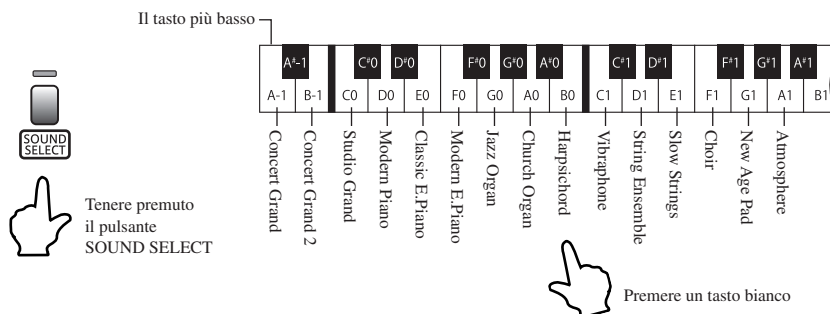 Il tasto più basso
A#-1 C#0 D#0 F#0 G#0 A#0 C#1 D#1 F#1 G#1 A#1
A-1 B-1 C0 D0 E0 F0 G0 A0 B0 C1 D1 E1 F1 G1 A1 B1
SOUND
SELECT
Concert Grand
Concert Grand 2
Studio Grand
Modern Piano
Classic E.Piano
Modern E.Piano
Jazz Organ
Church Organ
Harpsichord
Vibraphone
String Ensemble
Slow Strings
Choir
New Age Pad
Atmosphere
Tenere premuto
il pulsante
SOUND SELECT
Premere un tasto bianco